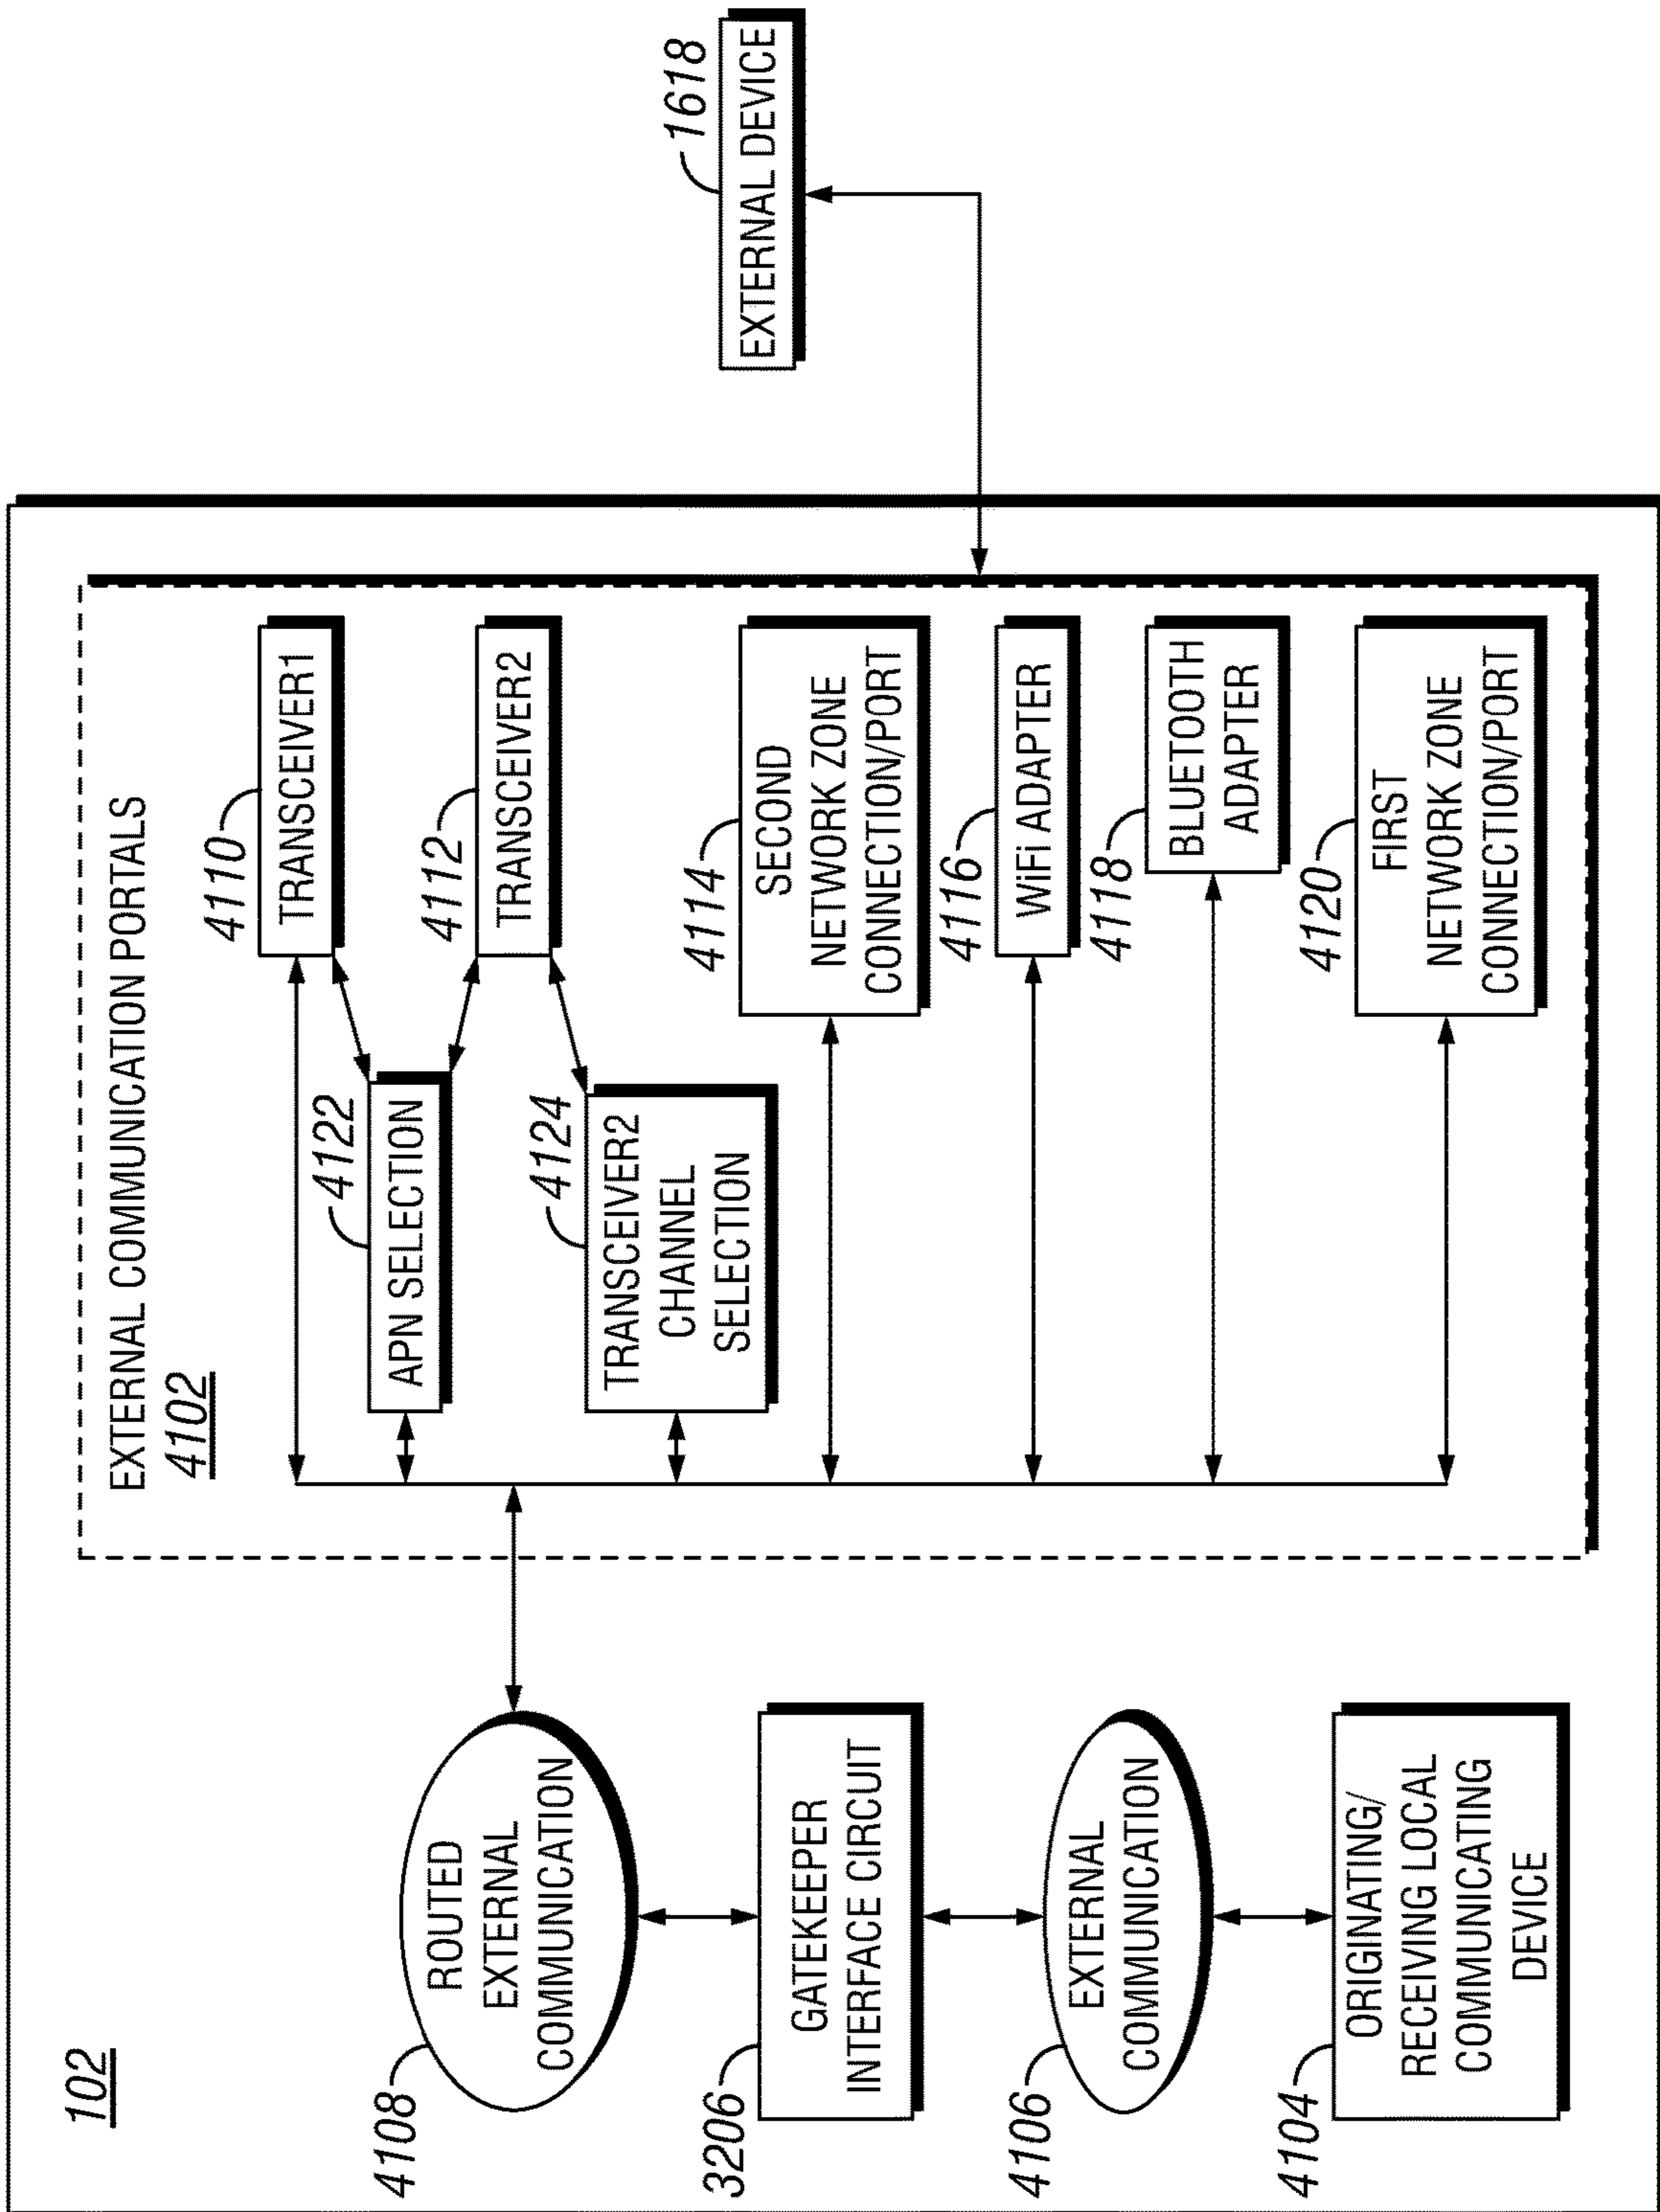 102
4108
ROUTED
EXTERNAL
COMMUNICATION
3206
GATEKEEPER
INTERFACE CIRCUIT
4106
EXTERNAL
COMMUNICATION
4104
ORIGINATING/
RECEIVING LOCAL
COMMUNICATING
DEVICE
EXTERNAL COMMUNICATION PORTALS
4102
4110
TRANSCEIVER1
4122
APN SELECTION
4112
TRANSCEIVER2
4124
TRANSCEIVER2
CHANNEL
SELECTION
4114
SECOND
NETWORK ZONE
CONNECTION/PORT
4116
WiFi ADAPTER
4118
BLUETOOTH
ADAPTER
4120
FIRST
NETWORK ZONE
CONNECTION/PORT
1618
EXTERNAL DEVICE